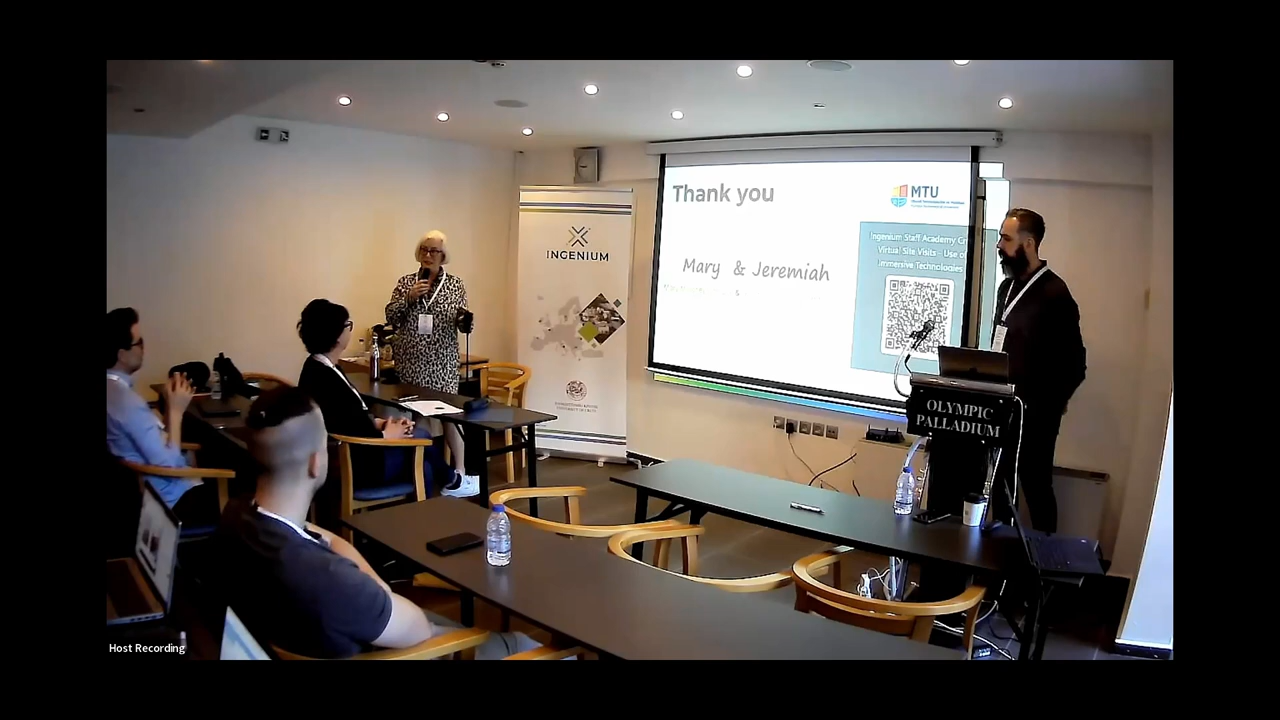 Thank you
MTU
Ingenium Staff Academy
Virtual Site Visits - Use of
Immersive Technologies
Mary & Jeremiah
INGENIUM
OLYMPIC
PALLADIUM
Host Recording